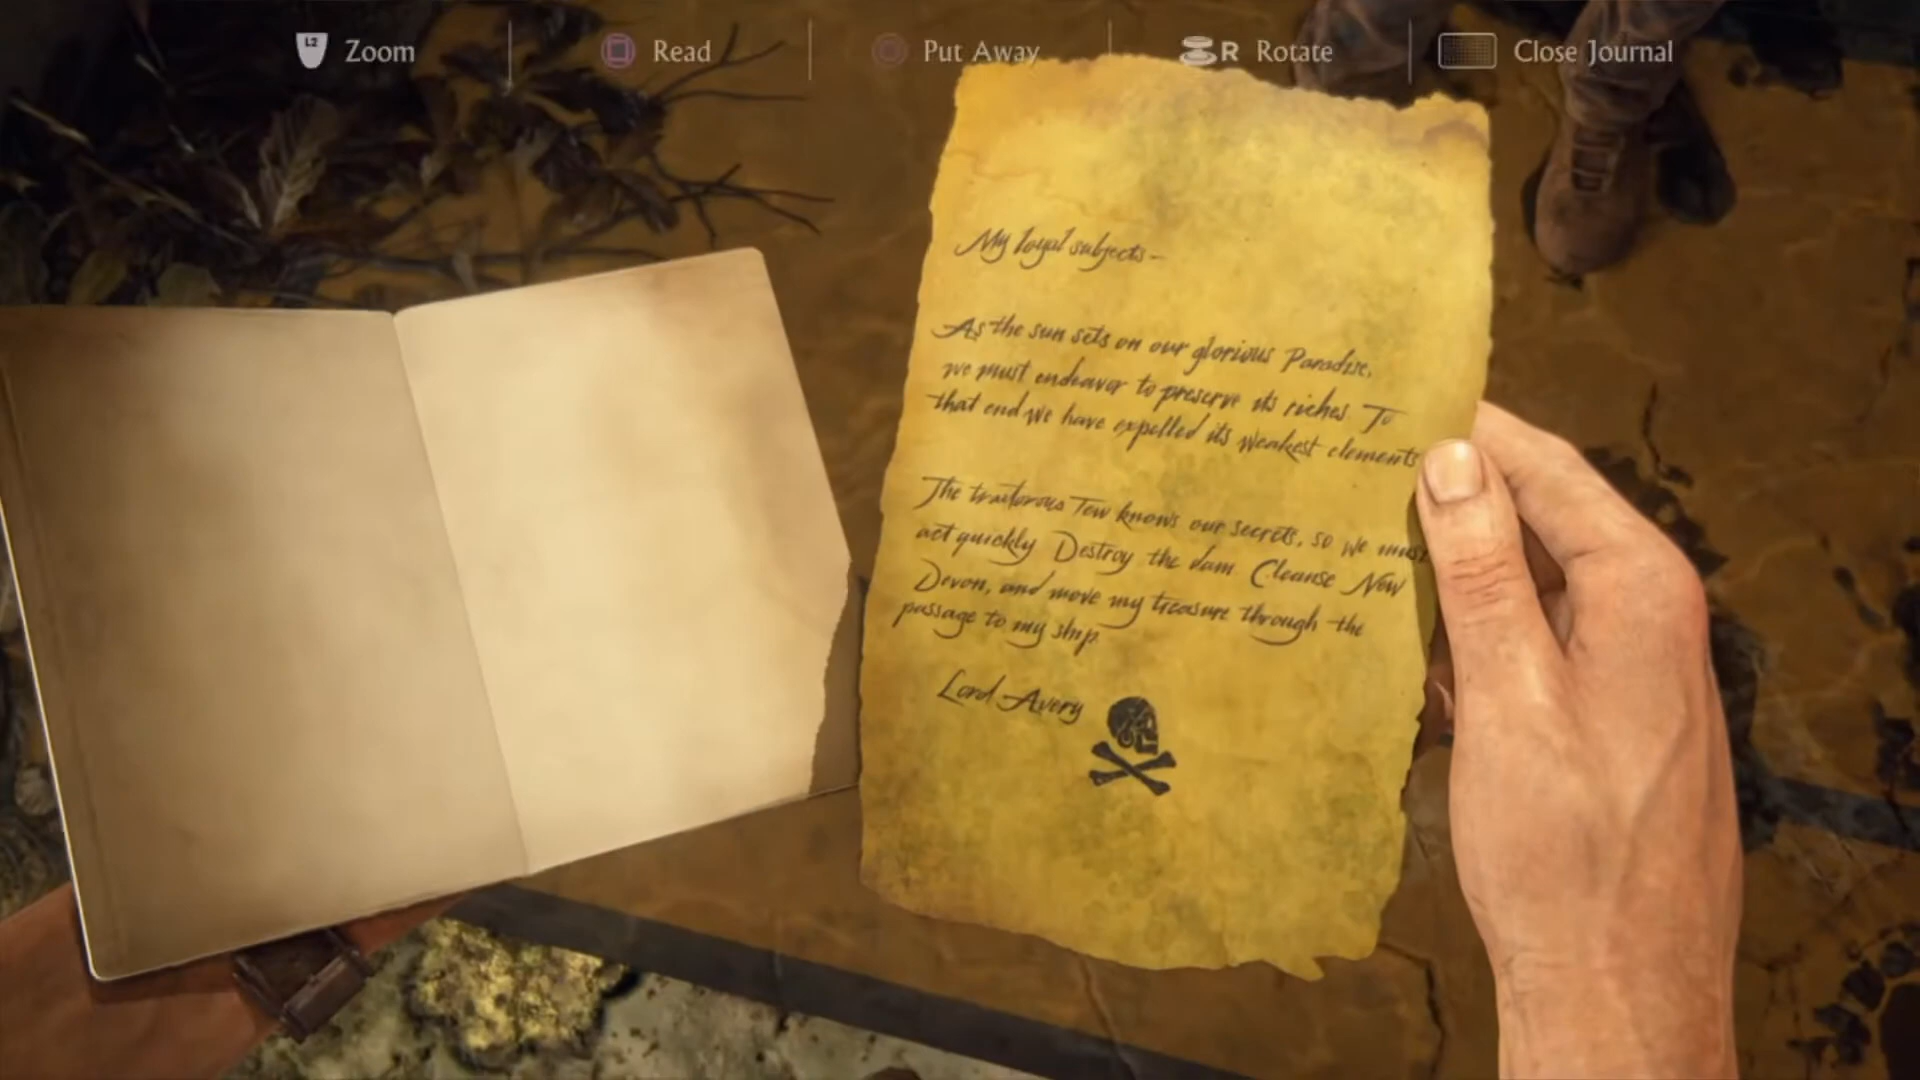 L2 Zoom
Read
Put Away
R Rotate
Close Journal
My loyal subjects-
As the sun sets on our glorious Paradise,
we must endeavor to preserve its riches. To
that end we have expelled its weakest elements
The traitorous Tew knows our secrets, so we must
act quickly Destroy the dam Cleanse New
Devon, and move my treasure through the
passage to my ship.
Lord Avery